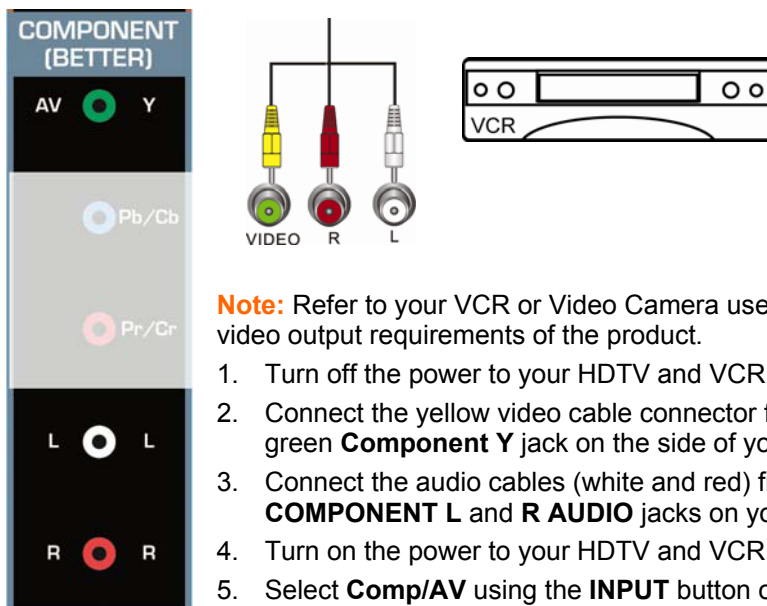 COMPONENT
(BETTER)
AV Y
Pb/Cb
Pr/Cr
L L
R R
VIDEO R L
VCR
Note: Refer to your VCR or Video Camera use
video output requirements of the product.
1. Turn off the power to your HDTV and VCR
2. Connect the yellow video cable connector f
green Component Y jack on the side of yo
3. Connect the audio cables (white and red) f
COMPONENT L and R AUDIO jacks on yo
4. Turn on the power to your HDTV and VCR
5. Select Comp/AV using the INPUT button o